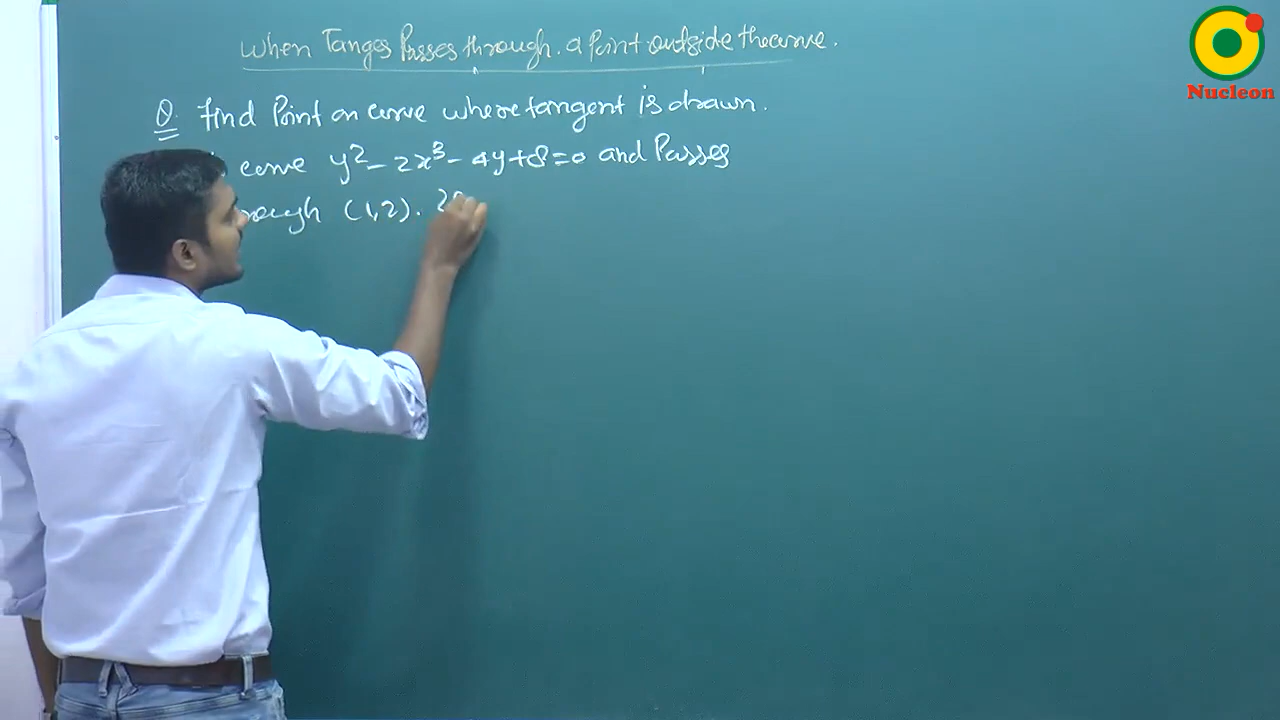 When Tanges Passes through. a Point outside the curve.
Q. Find Point on curve where tangent is drawn.
curve y²- 2x³- 4y+8=0 and Passes
rough (1,2).
Nucleon